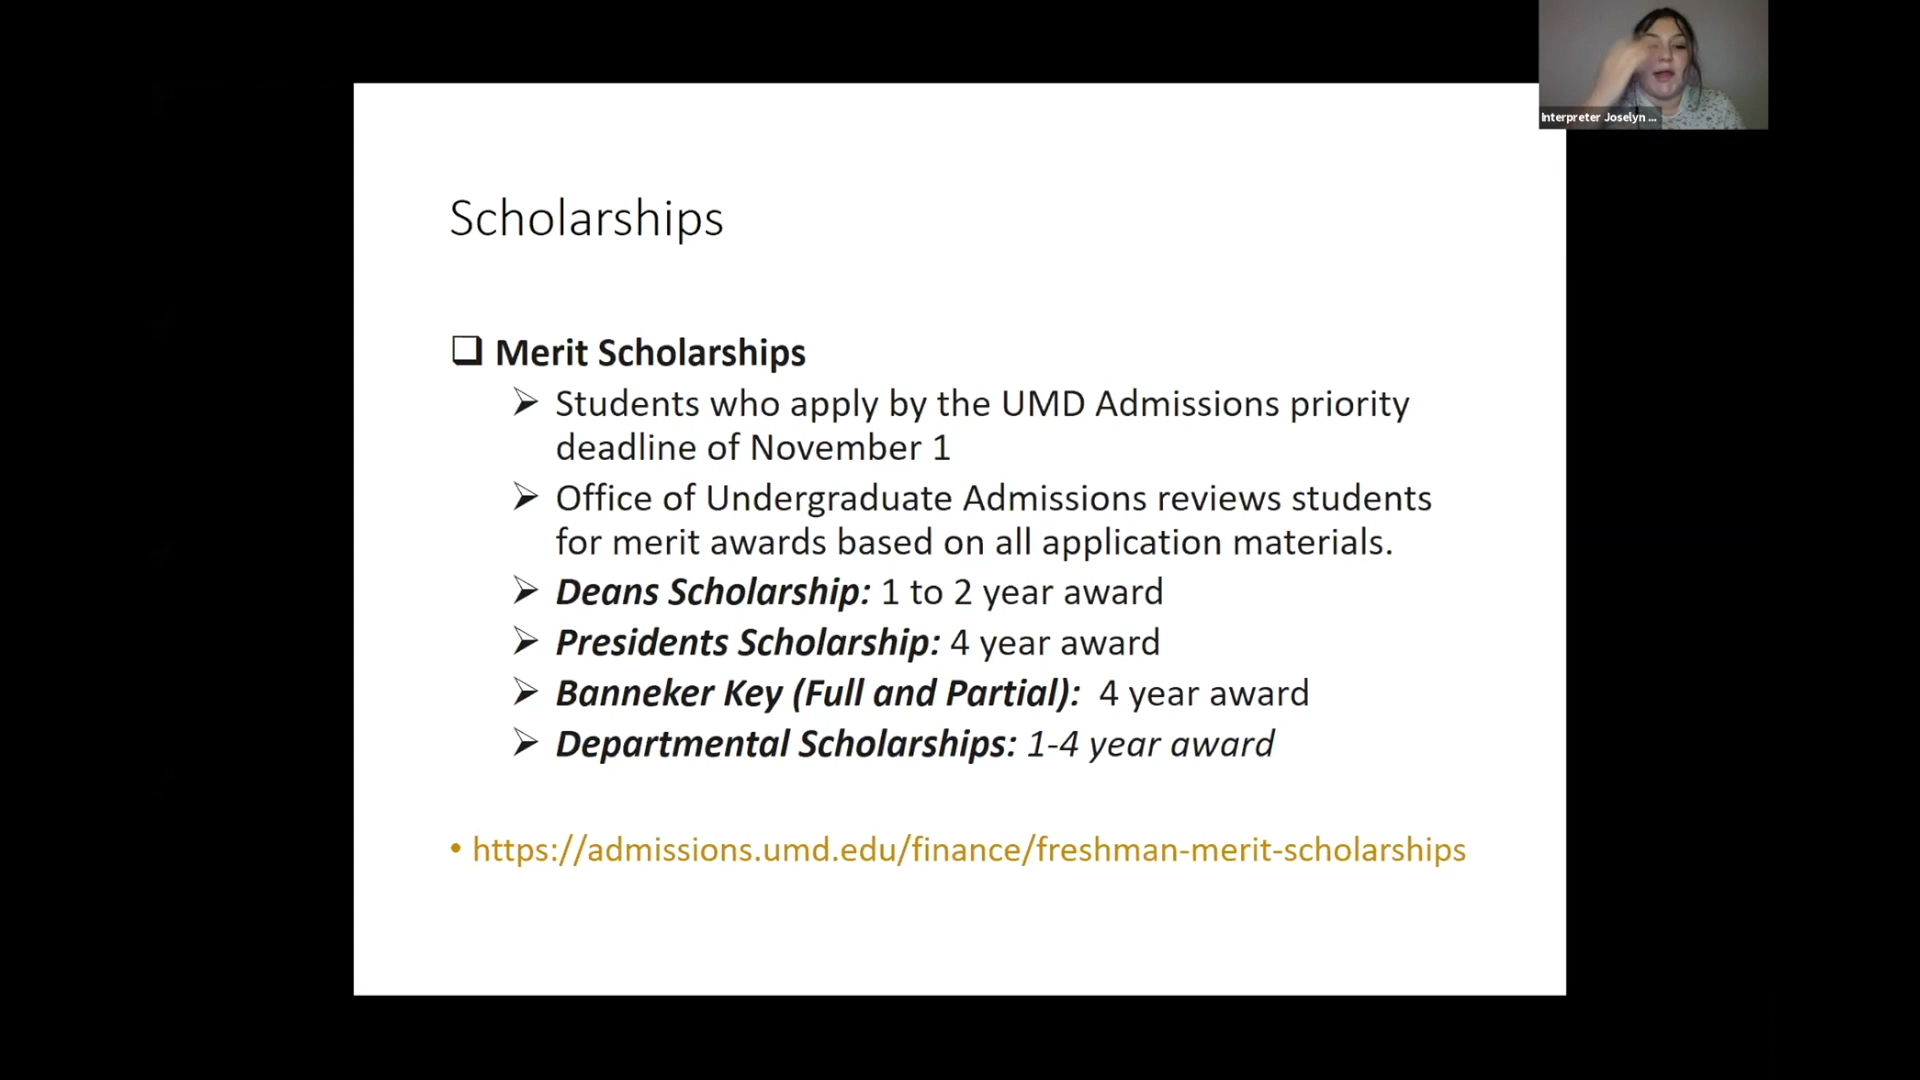 Interpreter Joselyn ...
Scholarships
Merit Scholarships
Students who apply by the UMD Admissions priority
deadline of November 1
Office of Undergraduate Admissions reviews students
for merit awards based on all application materials.
Deans Scholarship: 1 to 2 year award
Presidents Scholarship: 4 year award
Banneker Key (Full and Partial): 4 year award
Departmental Scholarships: 1-4 year award
• https://admissions.umd.edu/finance/freshman-merit-scholarships